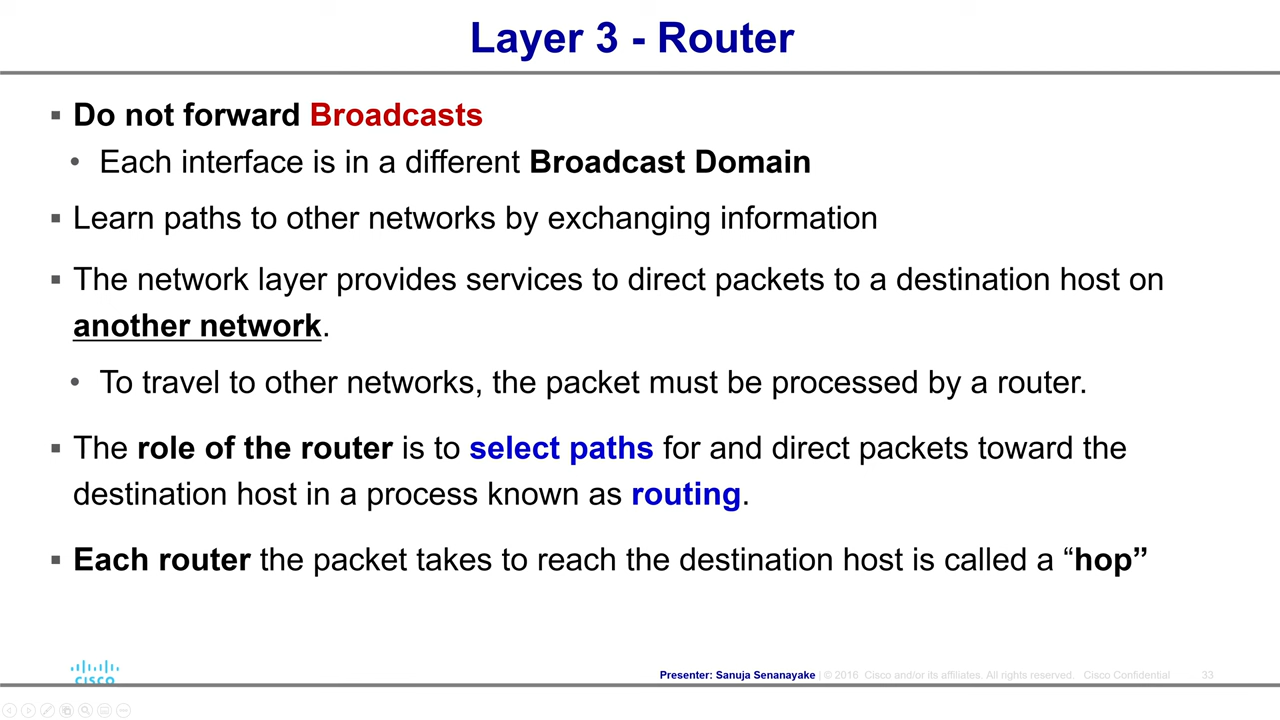 Layer 3 - Router
▪ Do not forward Broadcasts
• Each interface is in a different Broadcast Domain
▪ Learn paths to other networks by exchanging information
▪ The network layer provides services to direct packets to a destination host on
another network.
• To travel to other networks, the packet must be processed by a router.
▪ The role of the router is to select paths for and direct packets toward the
destination host in a process known as routing.
▪ Each router the packet takes to reach the destination host is called a “hop”
CISCO
Presenter: Sanuja Senanayake | © 2016 Cisco and/or its affiliates. All rights reserved. Cisco Confidential 33